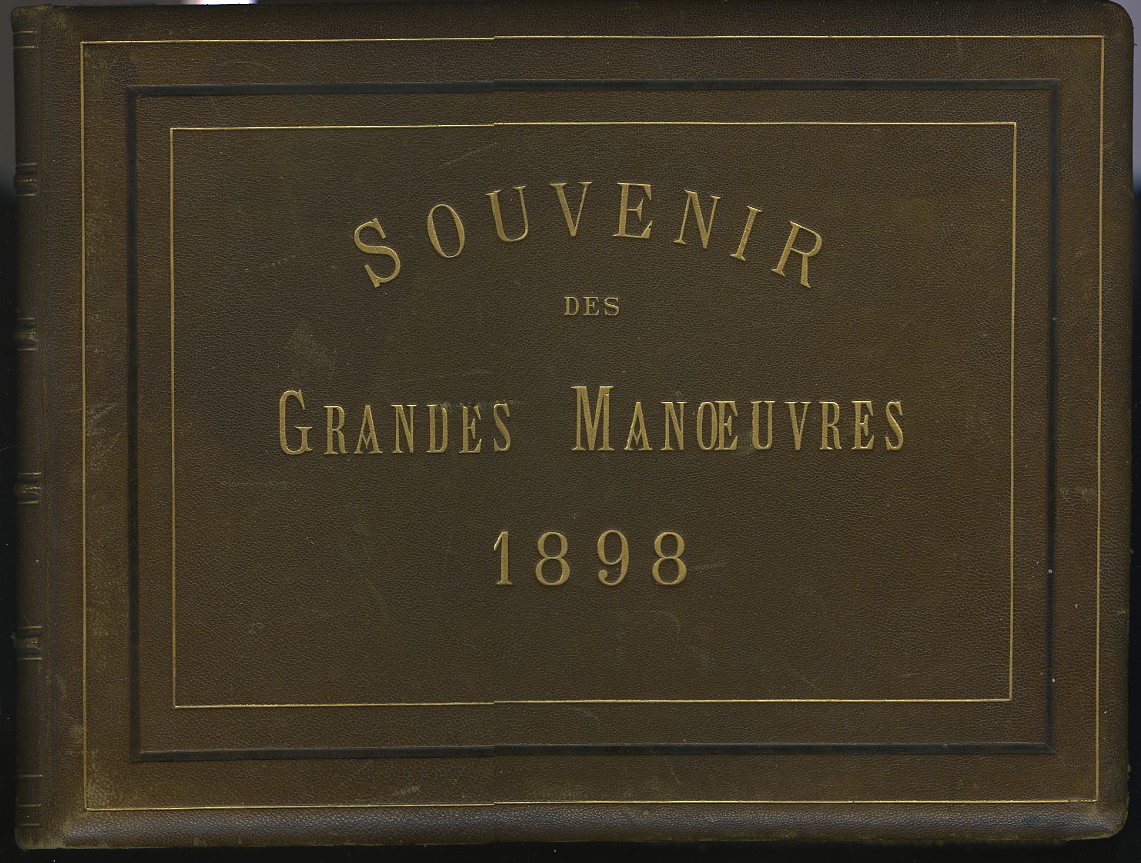 SOUVENIR
DES
GRANDES MANŒUVRES
1898